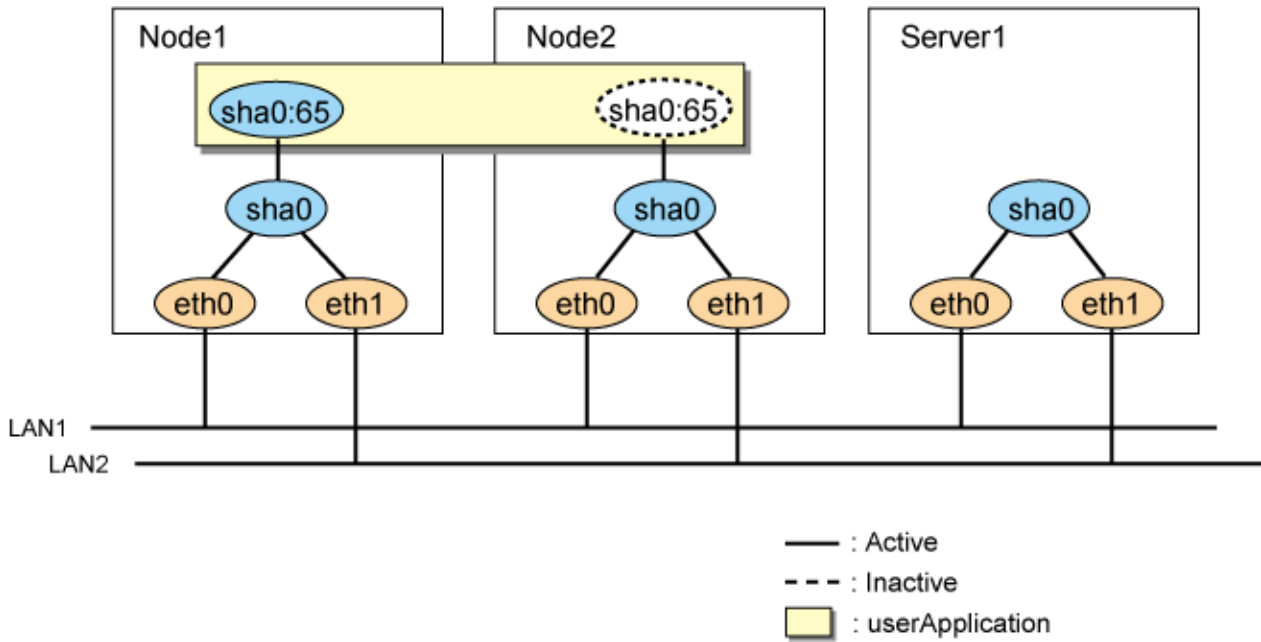 Node1 Node2 Server1
sha0:65 sha0:65
sha0 sha0 sha0
eth0 eth1 eth0 eth1 eth0 eth1
LAN1
LAN2
: Active
: Inactive
: userApplication